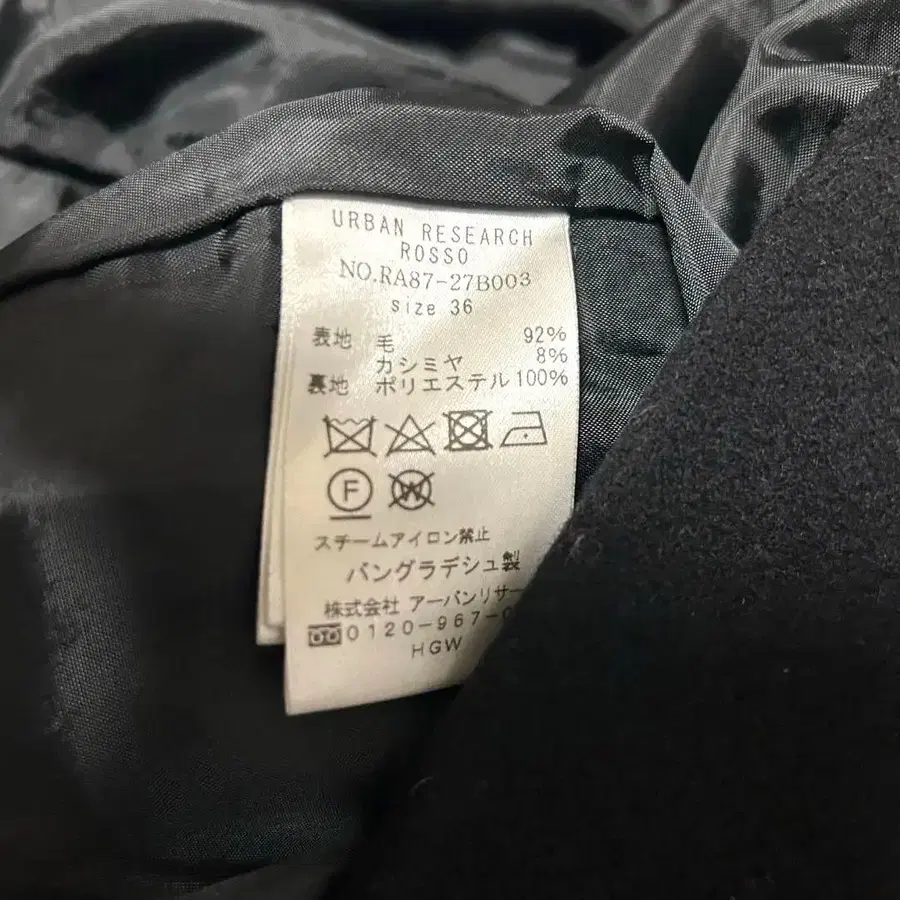 URBAN RESEARCH
ROSSO
NO.RA87-27B003
size 36
表地 毛 92%
カシミヤ 8%
裏地 ポリエステル 100%
F
W
スチームアイロン禁止
バングラデシュ製
株式会社 アーバンリサー
0120-967-0
HGW